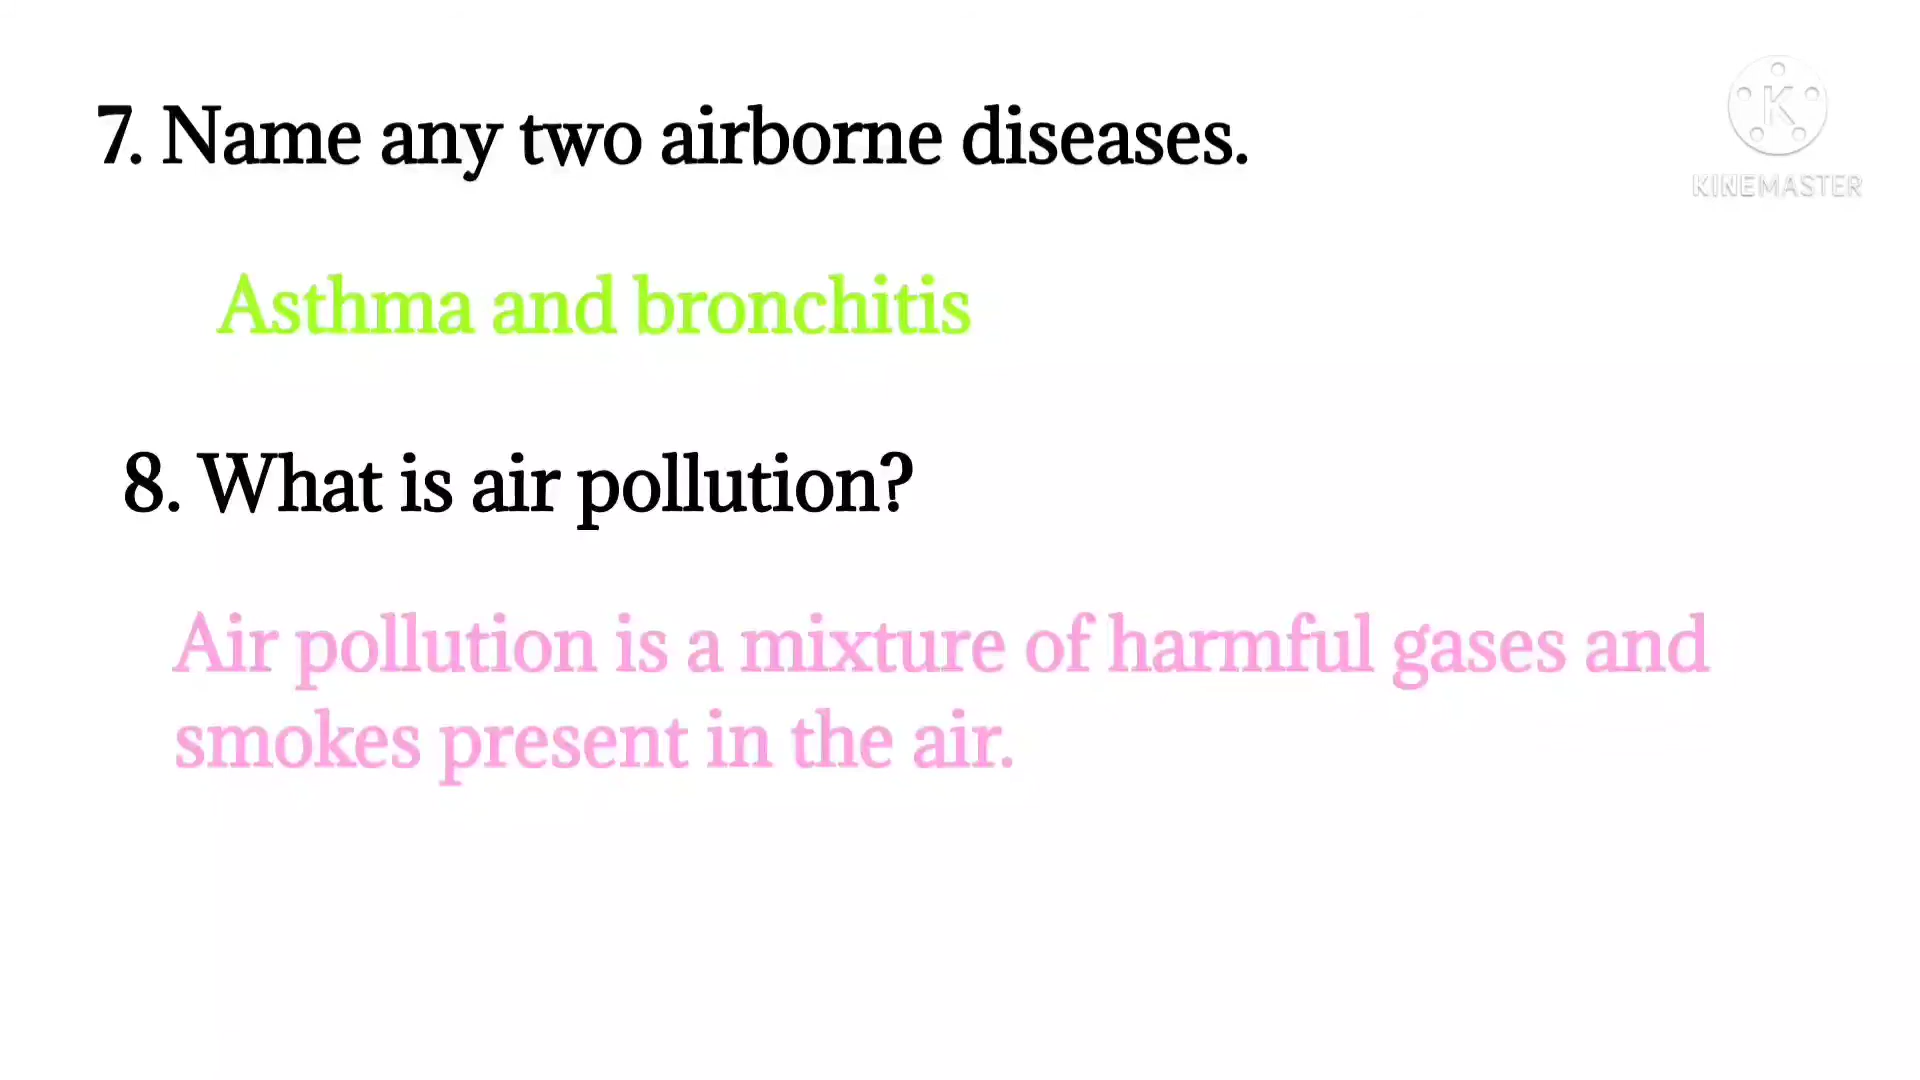 7. Name any two airborne diseases.
KINEMASTER
Asthma and bronchitis
8. What is air pollution?
Air pollution is a mixture of harmful gases and
smokes present in the air.